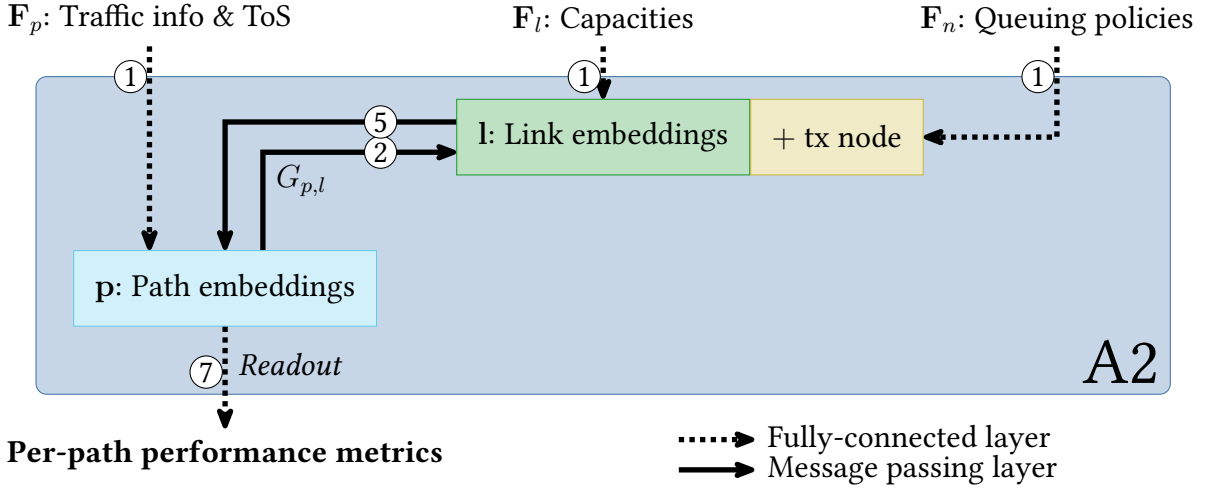 F_p: Traffic info & ToS
F_l: Capacities
F_n: Queuing policies
1
1
1
5
l: Link embeddings
+ tx node
2
G_{p,l}
p: Path embeddings
7
Readout
A2
Per-path performance metrics
Fully-connected layer
Message passing layer